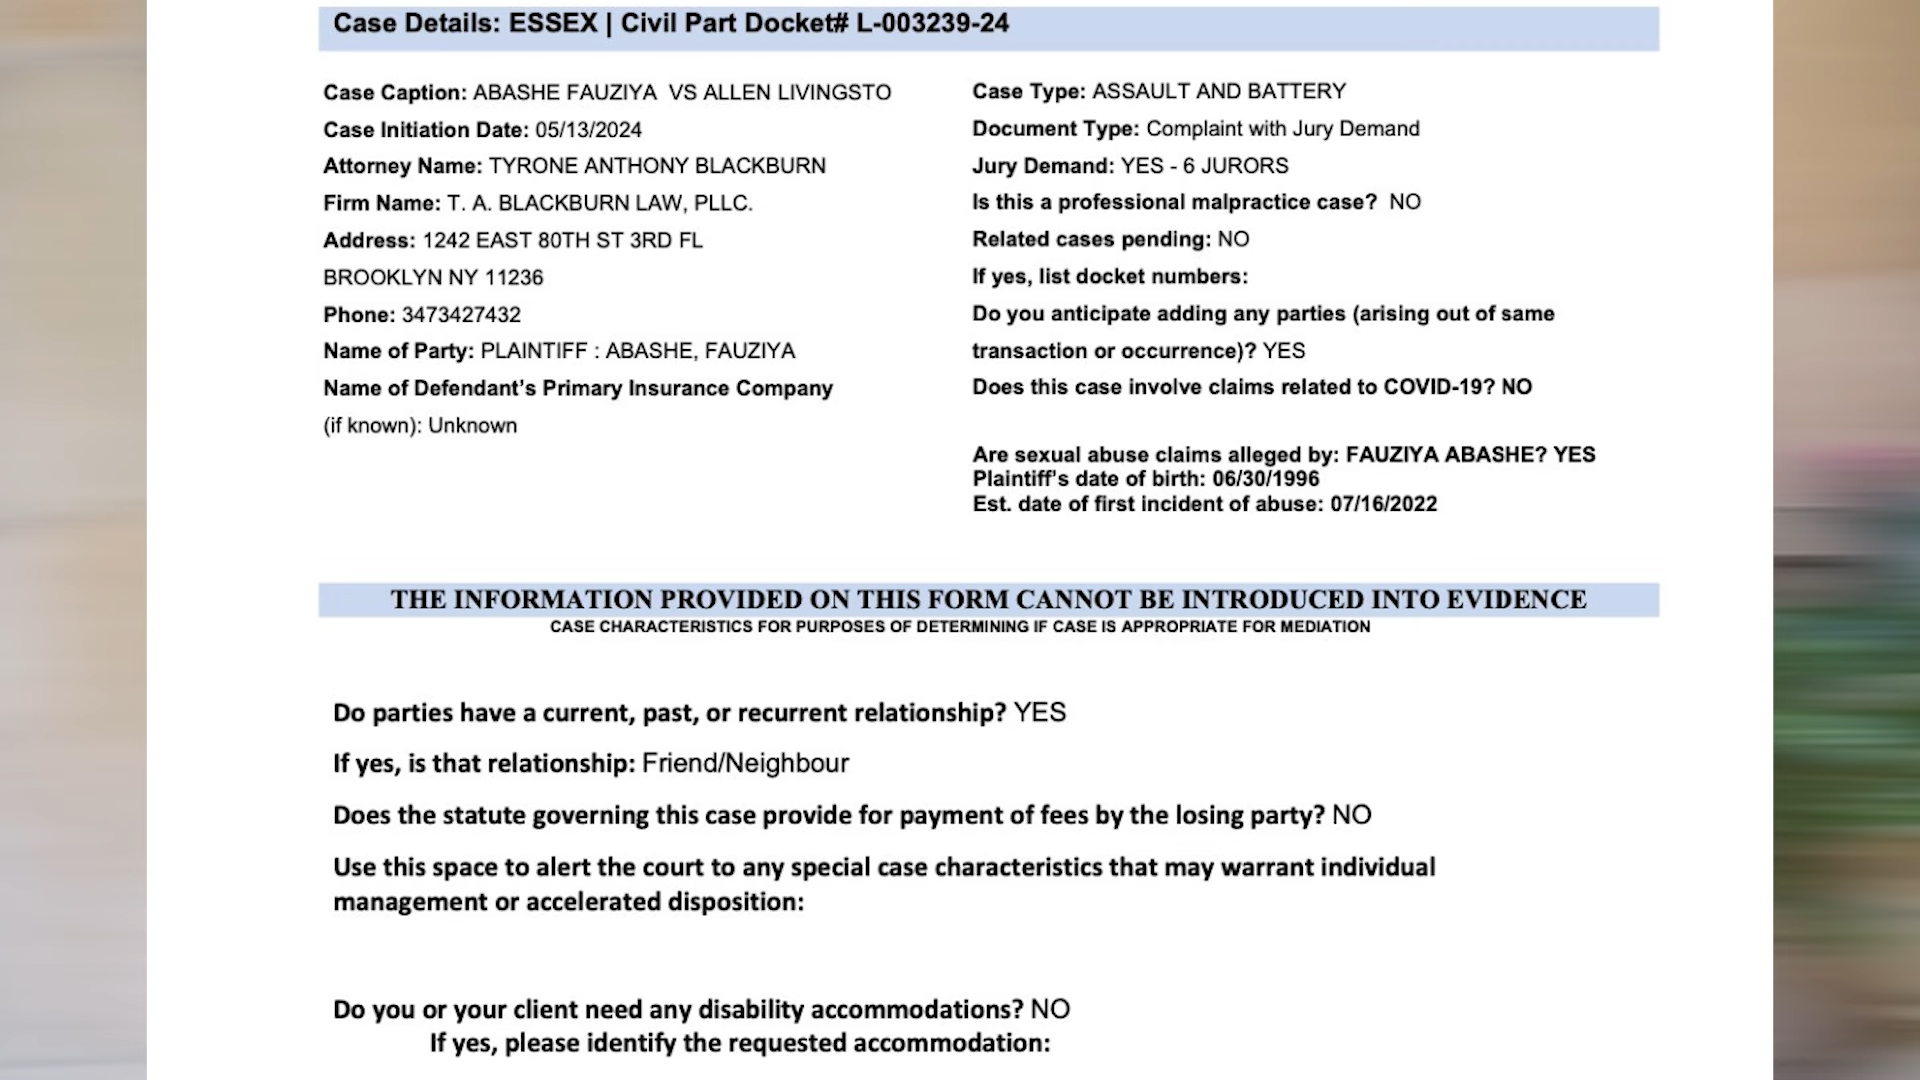 Case Details: ESSEX | Civil Part Docket# L-003239-24
Case Caption: ABASHE FAUZIYA VS ALLEN LIVINGSTO
Case Initiation Date: 05/13/2024
Attorney Name: TYRONE ANTHONY BLACKBURN
Firm Name: T. A. BLACKBURN LAW, PLLC.
Address: 1242 EAST 80TH ST 3RD FL
BROOKLYN NY 11236
Phone: 3473427432
Name of Party: PLAINTIFF : ABASHE, FAUZIYA
Name of Defendant's Primary Insurance Company
(if known): Unknown
Case Type: ASSAULT AND BATTERY
Document Type: Complaint with Jury Demand
Jury Demand: YES - 6 JURORS
Is this a professional malpractice case? NO
Related cases pending: NO
If yes, list docket numbers:
Do you anticipate adding any parties (arising out of same
transaction or occurrence)? YES
Does this case involve claims related to COVID-19? NO
Are sexual abuse claims alleged by: FAUZIYA ABASHE? YES
Plaintiff's date of birth: 06/30/1996
Est. date of first incident of abuse: 07/16/2022
THE INFORMATION PROVIDED ON THIS FORM CANNOT BE INTRODUCED INTO EVIDENCE
CASE CHARACTERISTICS FOR PURPOSES OF DETERMINING IF CASE IS APPROPRIATE FOR MEDIATION
Do parties have a current, past, or recurrent relationship? YES
If yes, is that relationship: Friend/Neighbour
Does the statute governing this case provide for payment of fees by the losing party? NO
Use this space to alert the court to any special case characteristics that may warrant individual
management or accelerated disposition:
Do you or your client need any disability accommodations? NO
If yes, please identify the requested accommodation: